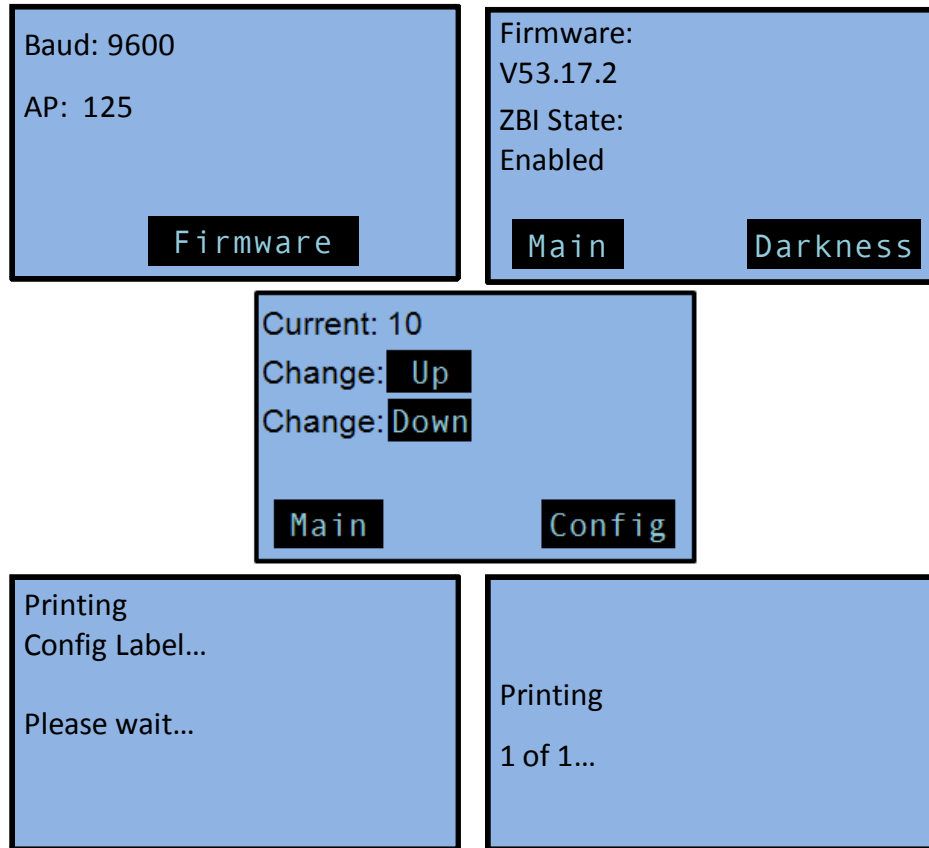 Baud: 9600
AP: 125
Firmware
Firmware:
V53.17.2
ZBI State:
Enabled
Main Darkness
Current: 10
Change: Up
Change: Down
Main Config
Printing
Config Label...
Please wait...
Printing
1 of 1...